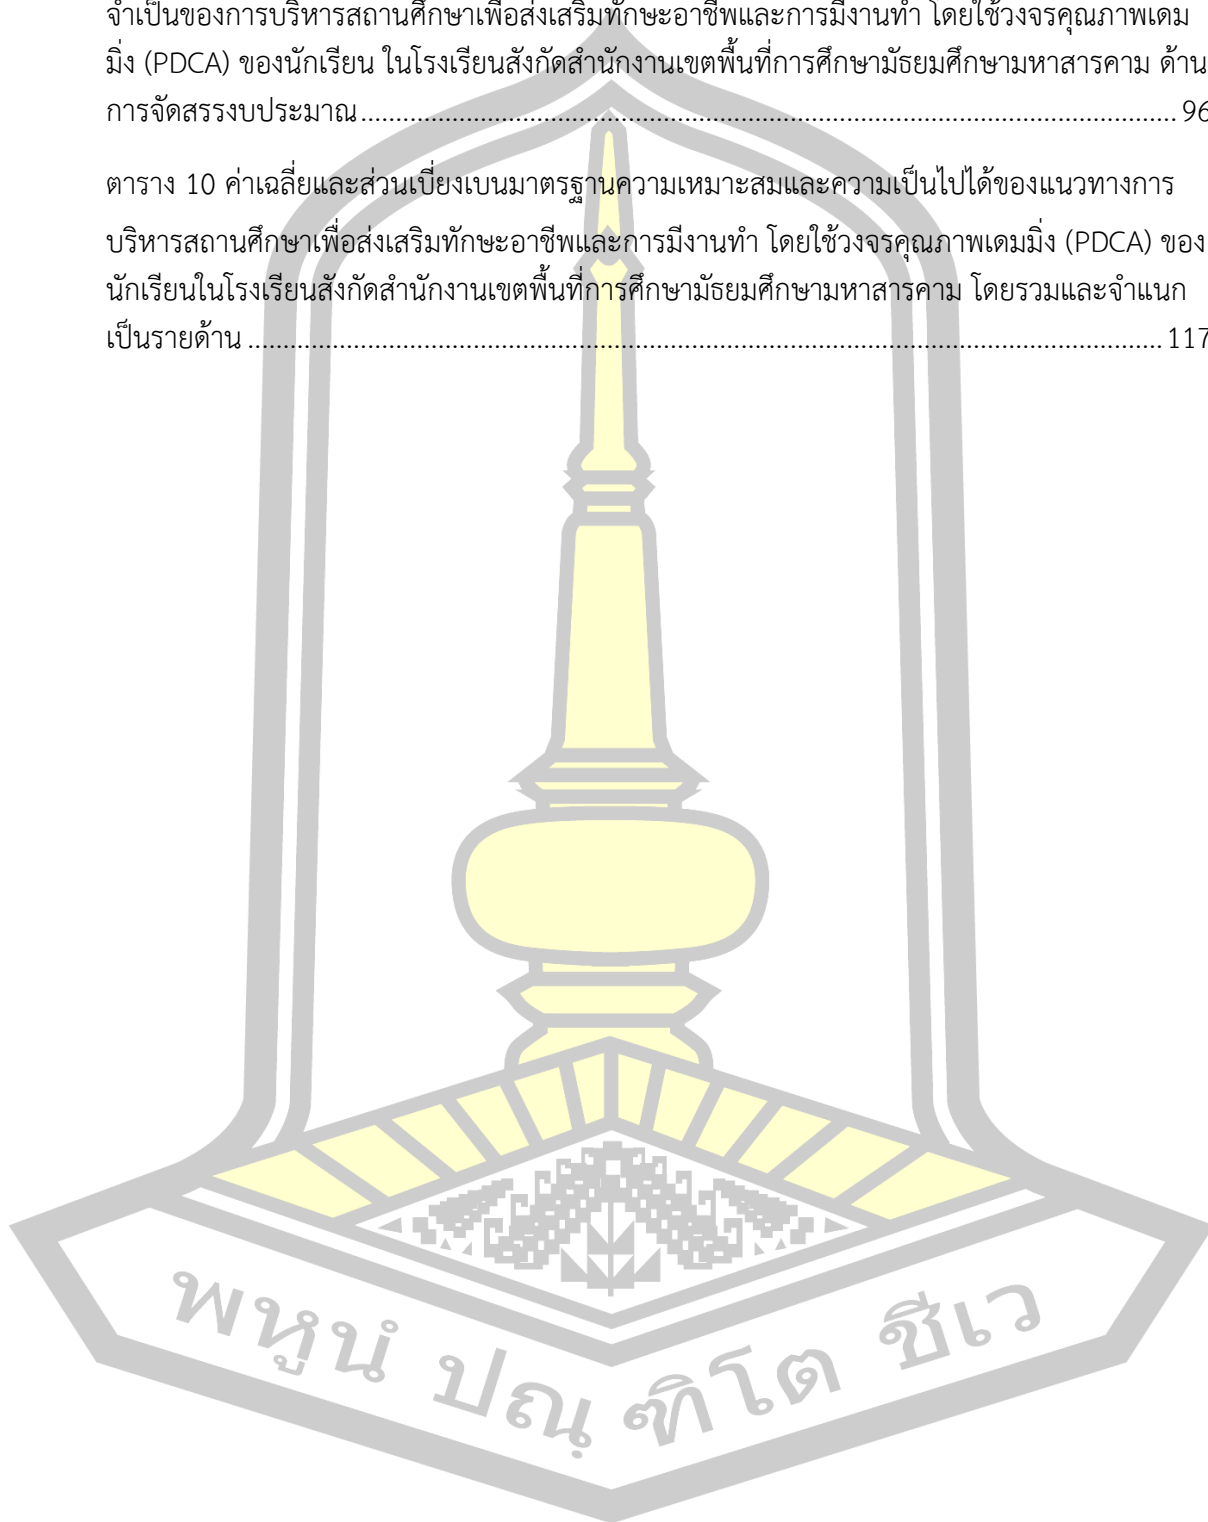 จำเป็นของการบริหารสถานศึกษาเพื่อส่งเสริมทักษะอาชีพและการมีงานทำ โดยใช้วงจรคุณภาพเดม
มิ่ง (PDCA) ของนักเรียน ในโรงเรียนสังกัดสำนักงานเขตพื้นที่การศึกษามัธยมศึกษามหาสารคาม ด้าน
การจัดสรรงบประมาณ ........................................................................................................ 96
ตาราง 10 ค่าเฉลี่ยและส่วนเบี่ยงเบนมาตรฐานความเหมาะสมและความเป็นไปได้ของแนวทางการ
บริหารสถานศึกษาเพื่อส่งเสริมทักษะอาชีพและการมีงานทำ โดยใช้วงจรคุณภาพเดมมิ่ง (PDCA) ของ
นักเรียนในโรงเรียนสังกัดสำนักงานเขตพื้นที่การศึกษามัธยมศึกษามหาสารคาม โดยรวมและจำแนก
เป็นรายด้าน ........................................................................................................ 117
พหูนํ ปณฺฑิโต ชีเว